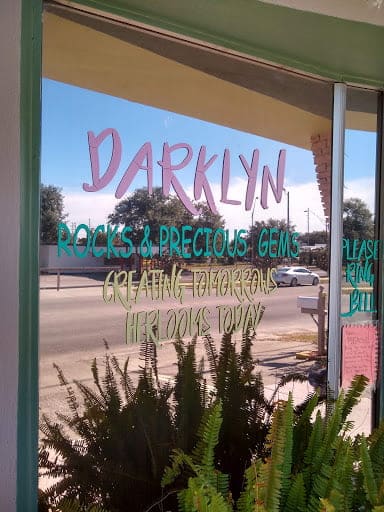 DARKLYN
ROCKS & PRECIOUS GEMS
CREATING TOMORROWS
HEIRLOOMS TODAY
PLEASE
RING
BELL